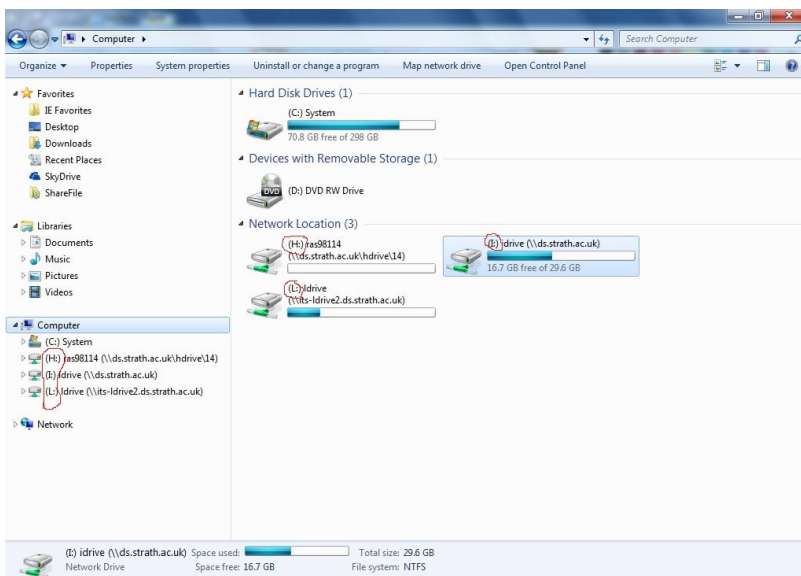 Computer
Search Computer
Organize
Properties
System properties
Uninstall or change a program
Map network drive
Open Control Panel
Favorites
IE Favorites
Desktop
Downloads
Recent Places
SkyDrive
ShareFile
Libraries
Documents
Music
Pictures
Videos
Computer
(C:) System
(H:) ras98114 (\\ds.strath.ac.uk\hdrive\14)
(I:) idrive (\\ds.strath.ac.uk)
(L:) ldrive (\\its-ldrive2.ds.strath.ac.uk)
Network
Hard Disk Drives (1)
(C:) System
70.8 GB free of 298 GB
Devices with Removable Storage (1)
DVD
(D:) DVD RW Drive
Network Location (3)
(H:) ras98114
(\\ds.strath.ac.uk\hdrive\14)
(I:) idrive (\\ds.strath.ac.uk)
16.7 GB free of 29.6 GB
(L:) ldrive
(\\its-ldrive2.ds.strath.ac.uk)
(I:) idrive (\\ds.strath.ac.uk) Space used: Total size: 29.6 GB
Network Drive Space free: 16.7 GB File system: NTFS